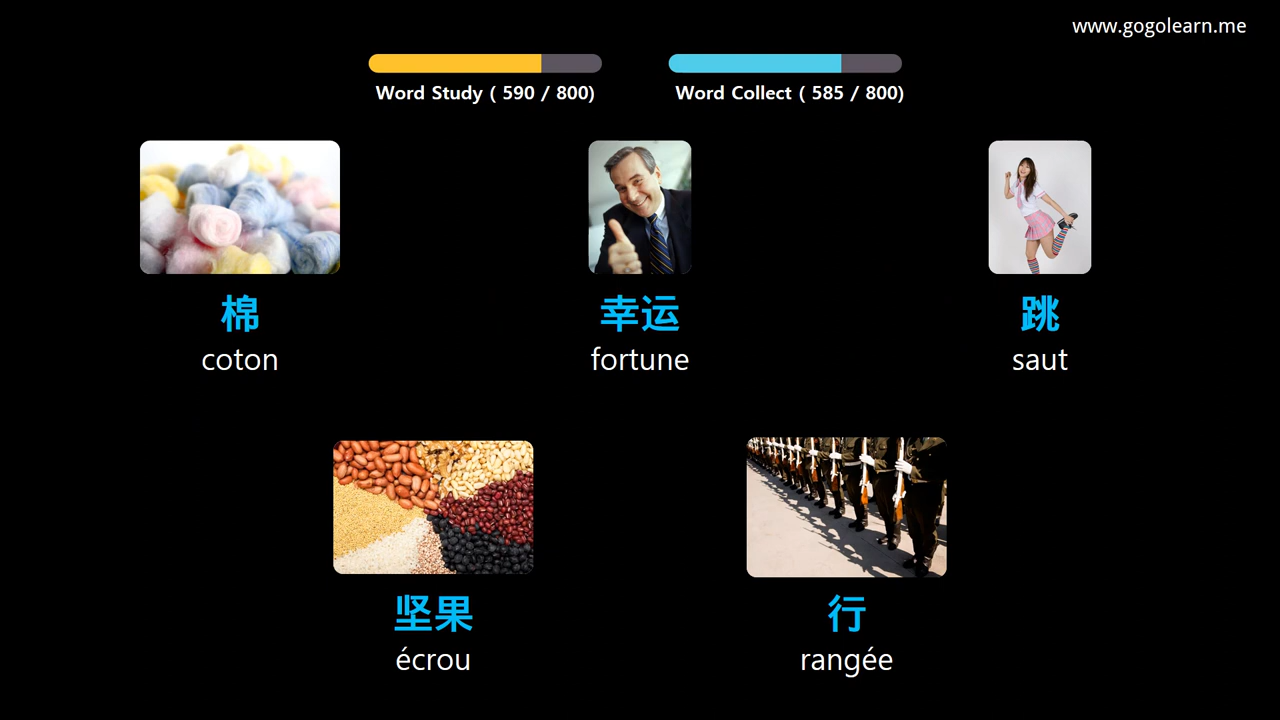 www.gogolearn.me
Word Study ( 590 / 800)
Word Collect ( 585 / 800)
棉
coton
幸运
fortune
跳
saut
坚果
écrou
行
rangée